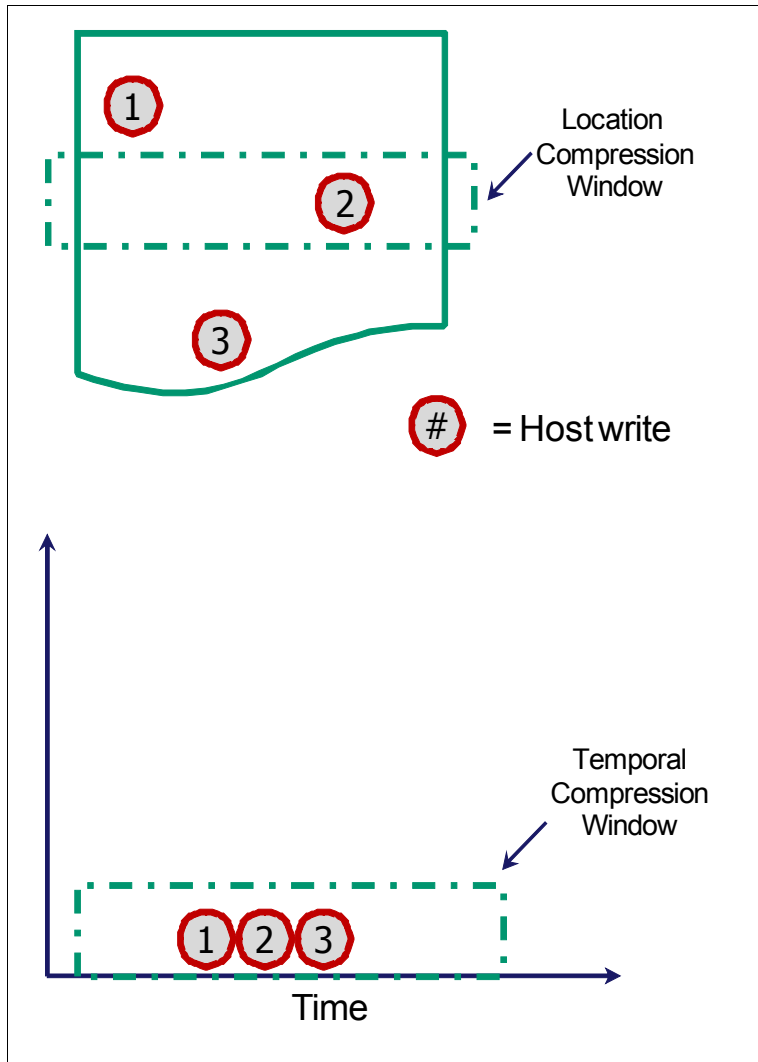 1
Location
Compression
Window
2
3
# = Host write
Temporal
Compression
Window
1 2 3
Time